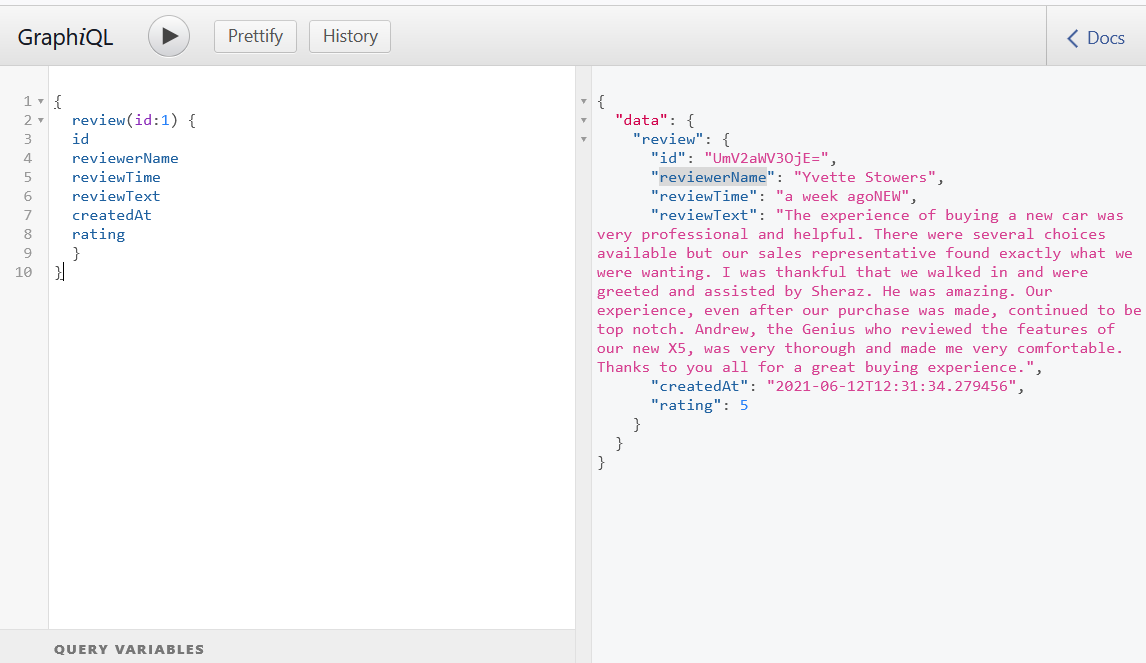 GraphiQL Prettify History Docs
1 {
2 review(id:1) {
3 id
4 reviewerName
5 reviewTime
6 reviewText
7 createdAt
8 rating
9 }
10 }
QUERY VARIABLES
{
"data": {
"review": {
"id": "UmV2aWV3OjE=",
"reviewerName": "Yvette Stowers",
"reviewTime": "a week agoNEW",
"reviewText": "The experience of buying a new car was
very professional and helpful. There were several choices
available but our sales representative found exactly what we
were wanting. I was thankful that we walked in and were
greeted and assisted by Sheraz. He was amazing. Our
experience, even after our purchase was made, continued to be
top notch. Andrew, the Genius who reviewed the features of
our new X5, was very thorough and made me very comfortable.
Thanks to you all for a great buying experience.",
"createdAt": "2021-06-12T12:31:34.279456",
"rating": 5
}
}
}